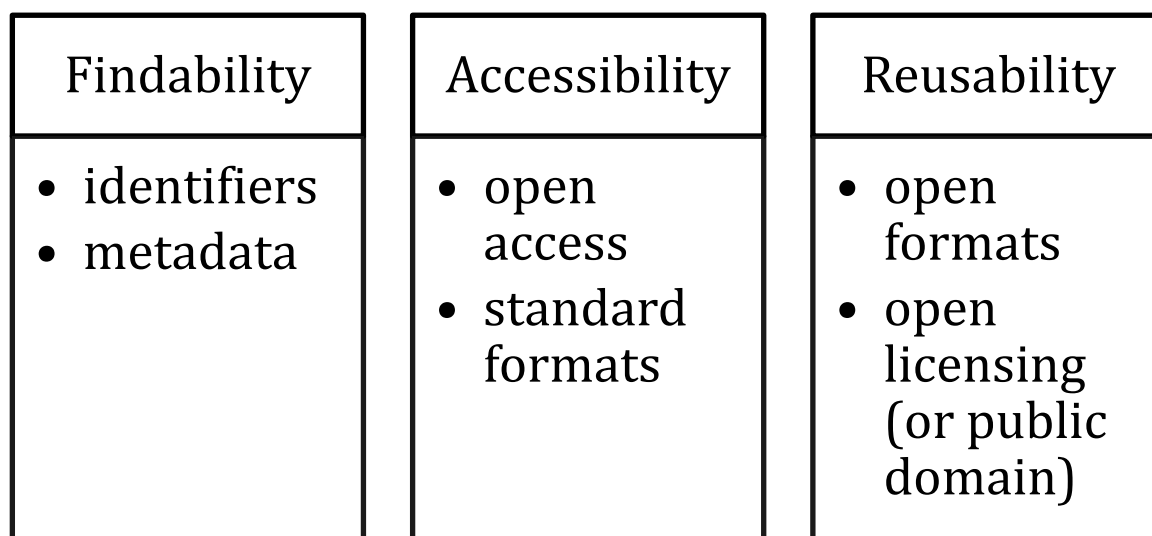 Findability
• identifiers
• metadata
Accessibility
• open
access
• standard
formats
Reusability
• open
formats
• open
licensing
(or public
domain)